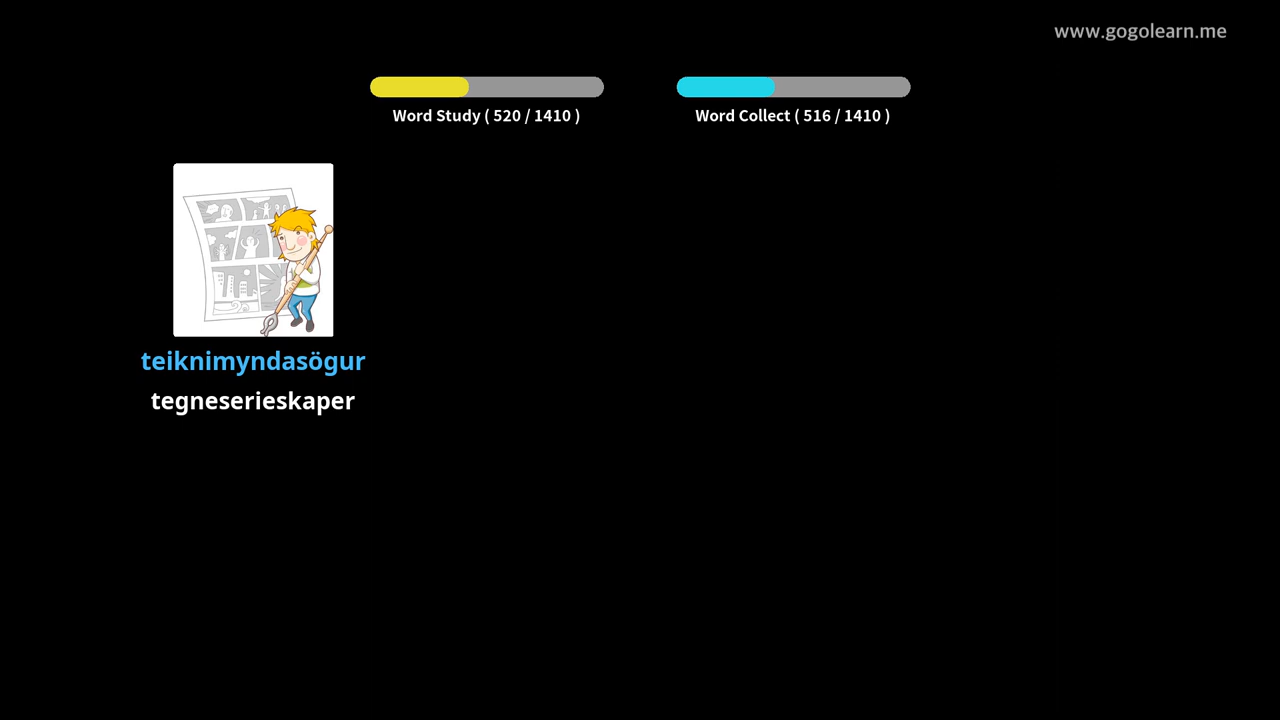 www.gogolearn.me
Word Study ( 520 / 1410 )
Word Collect ( 516 / 1410 )
teiknimyndasögur
tegneserieskaper